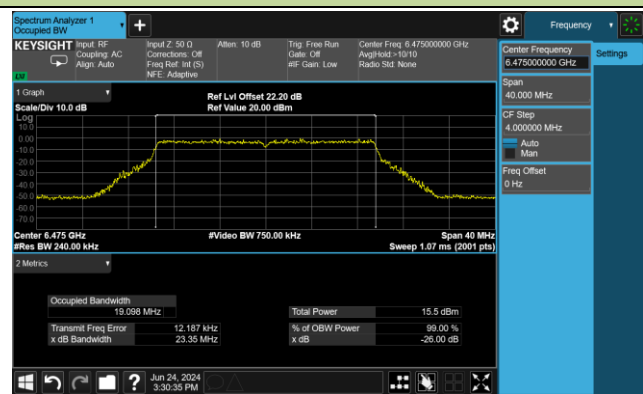 Spectrum Analyzer 1
Occupied BW
Frequency
KEYSIGHT
Input: RF
Coupling: AC
Align: Auto
Input Z: 50 Ω
Corrections: Off
Freq Ref: Int (S)
NFE: Adaptive
Atten: 10 dB
Trig: Free Run
Gate: Off
#IF Gain: Low
Center Freq: 6.475000000 GHz
Avg|Hold:>10/10
Radio Std: None
Center Frequency
6.475000000 GHz
Settings
Span
40.000 MHz
CF Step
4.000000 MHz
Auto
Man
Freq Offset
0 Hz
1 Graph
Scale/Div 10.0 dB
Ref Lvl Offset 22.20 dB
Ref Value 20.00 dBm
Log
10.0
0.00
-10.0
-20.0
-30.0
-40.0
-50.0
-60.0
-70.0
Center 6.475 GHz
#Res BW 240.00 kHz
#Video BW 750.00 kHz
Span 40 MHz
Sweep 1.07 ms (2001 pts)
2 Metrics
Occupied Bandwidth
19.098 MHz
Total Power 15.5 dBm
Transmit Freq Error 12.187 kHz
% of OBW Power 99.00 %
x dB Bandwidth 23.35 MHz
x dB -26.00 dB
?
Jun 24, 2024
3:30:35 PM